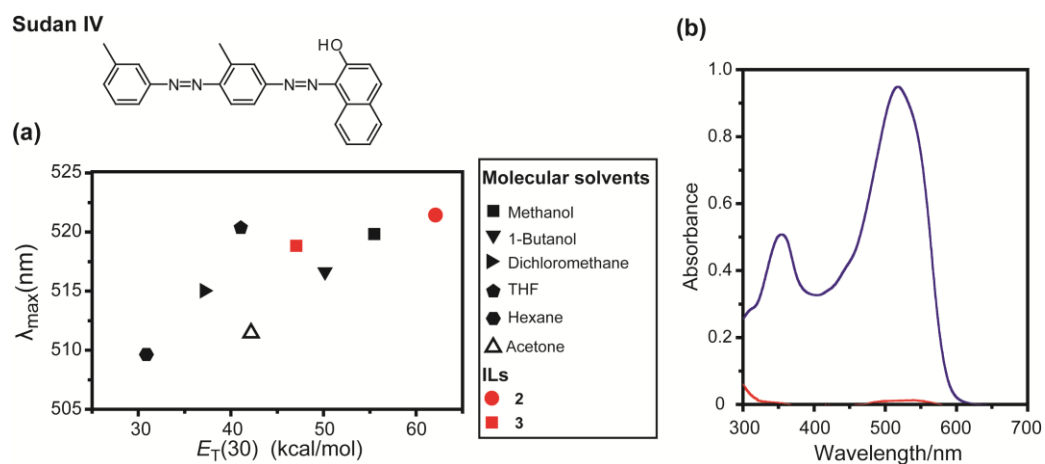 Sudan IV
HO
N=N
N=N
(a)
525
520
515
510
505
λmax(nm)
30
40
50
60
ET(30) (kcal/mol)
Molecular solvents
Methanol
1-Butanol
Dichloromethane
THF
Hexane
Acetone
ILs
2
3
(b)
1.0
0.8
0.6
0.4
0.2
0
Absorbance
300
400
500
600
700
Wavelength/nm